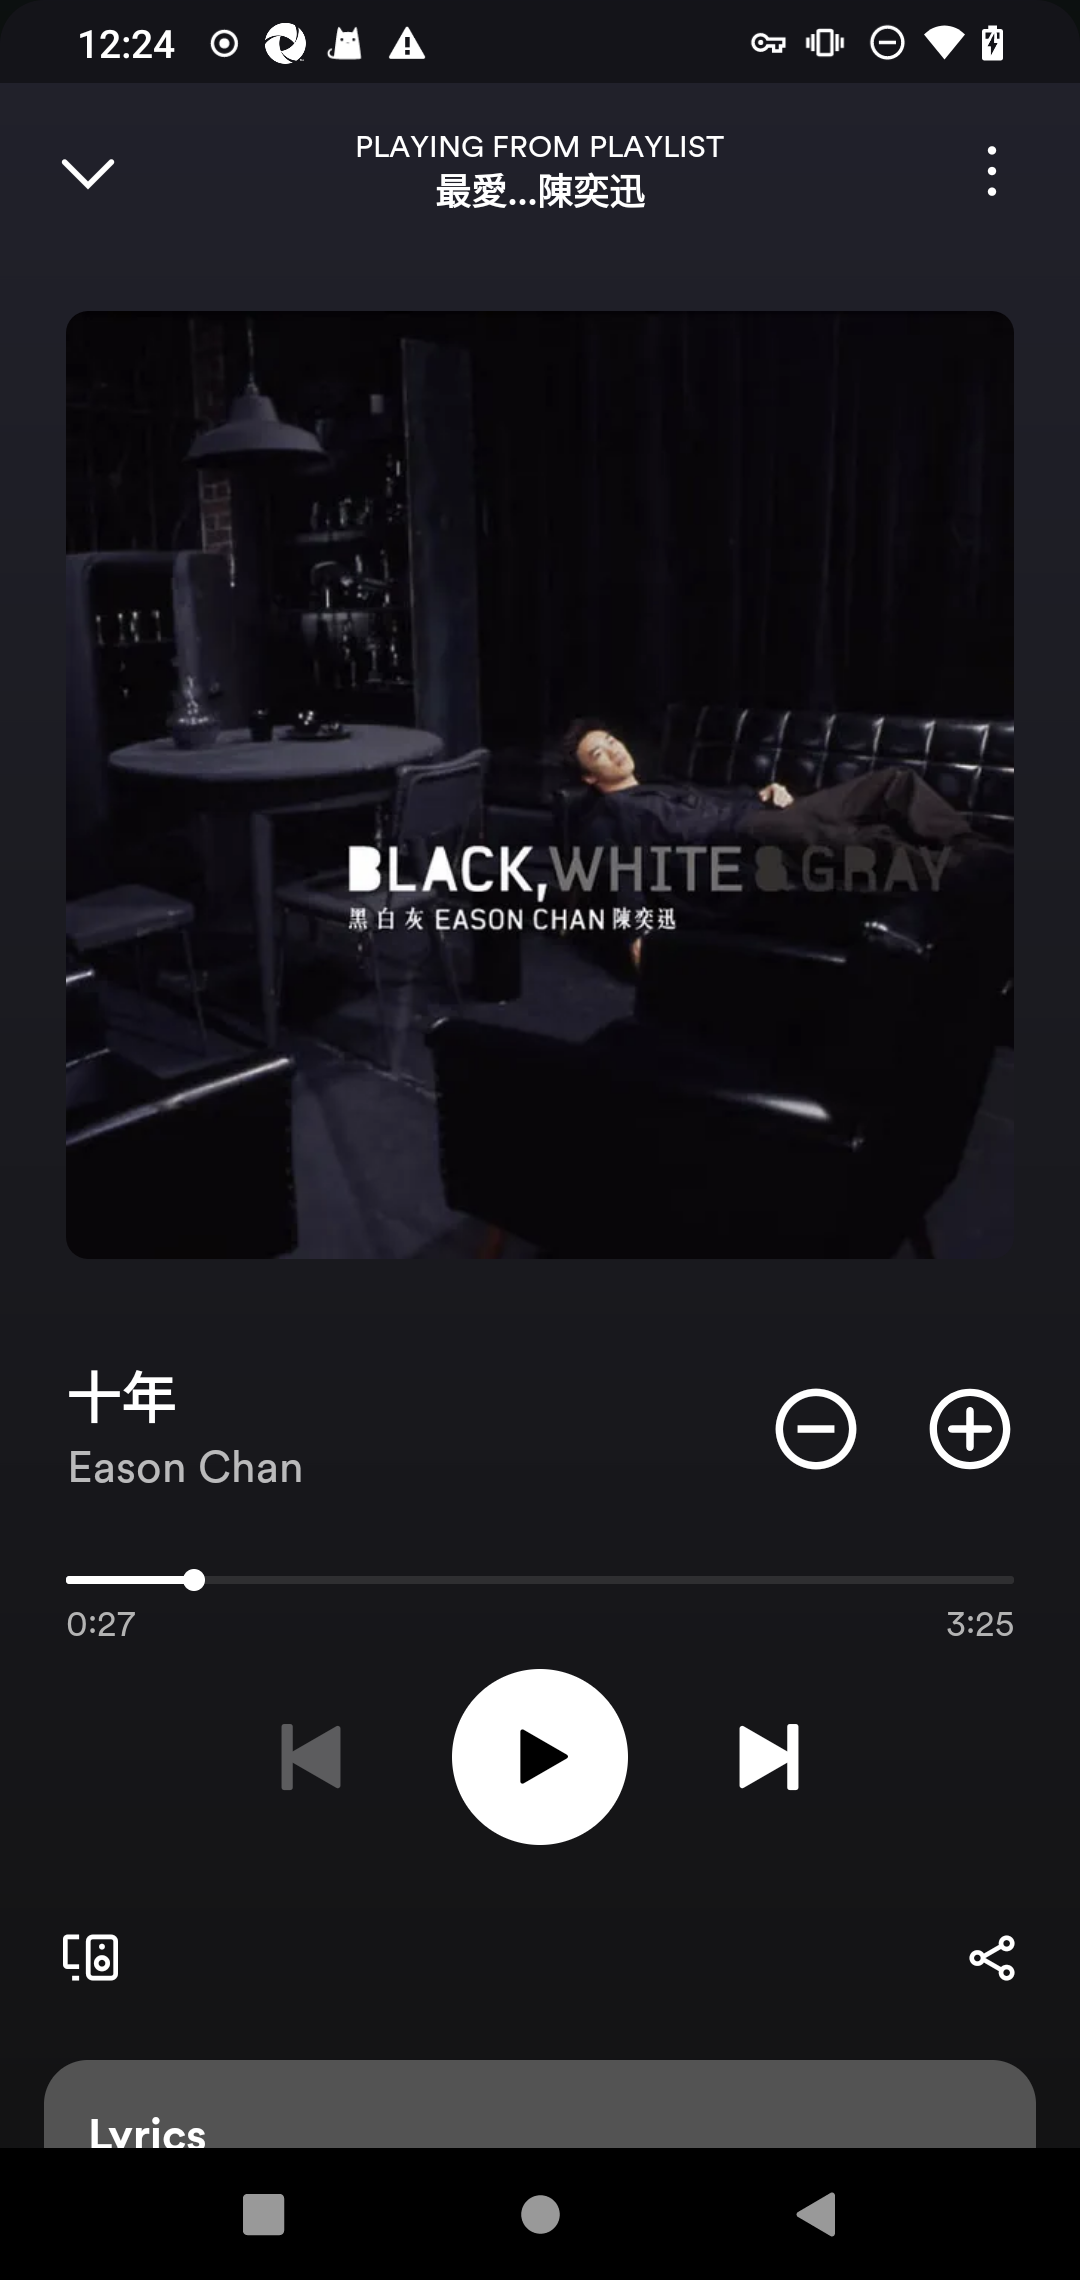 12:24
PLAYING FROM PLAYLIST
最愛...陳奕迅
BLACK, WHITE & GRAY
黑白灰 EASON CHAN 陳奕迅
十年
Eason Chan
0:27
3:25
Lyrics